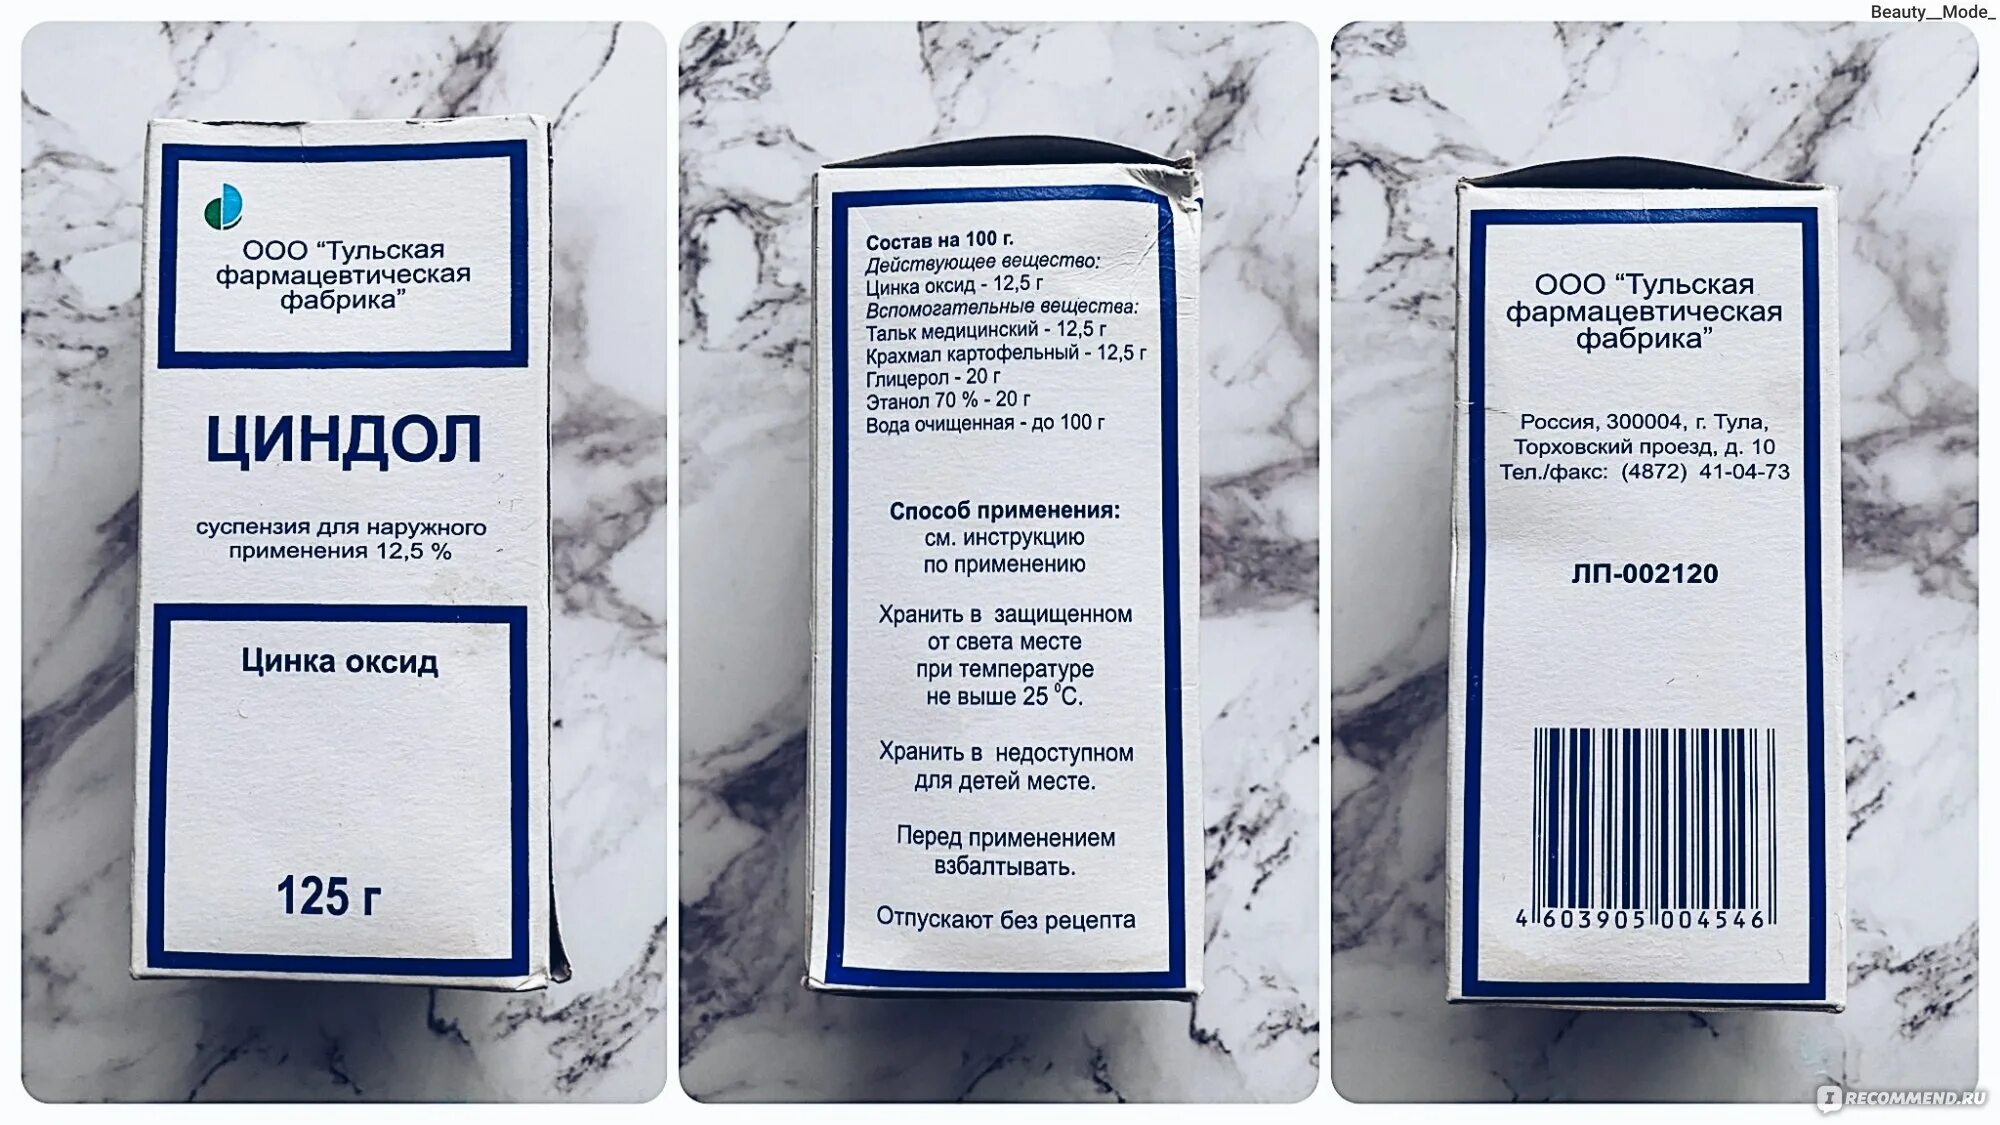 Beauty__Mode_
ООО “Тульская
фармацевтическая
фабрика”
ЦИНДОЛ
суспензия для наружного
применения 12,5 %
Цинка оксид
125 г
Состав на 100 г.
Действующее вещество:
Цинка оксид - 12,5 г
Вспомогательные вещества:
Тальк медицинский - 12,5 г
Крахмал картофельный - 12,5 г
Глицерол - 20 г
Этанол 70 % - 20 г
Вода очищенная - до 100 г
Способ применения:
см. инструкцию
по применению
Хранить в защищенном
от света месте
при температуре
не выше 25 °С.
Хранить в недоступном
для детей месте.
Перед применением
взбалтывать.
Отпускают без рецепта
ООО “Тульская
фармацевтическая
фабрика”
Россия, 300004, г. Тула,
Торховский проезд, д. 10
Тел./факс: (4872) 41-04-73
ЛП-002120
4 603905 004546
IRECOMMEND.RU